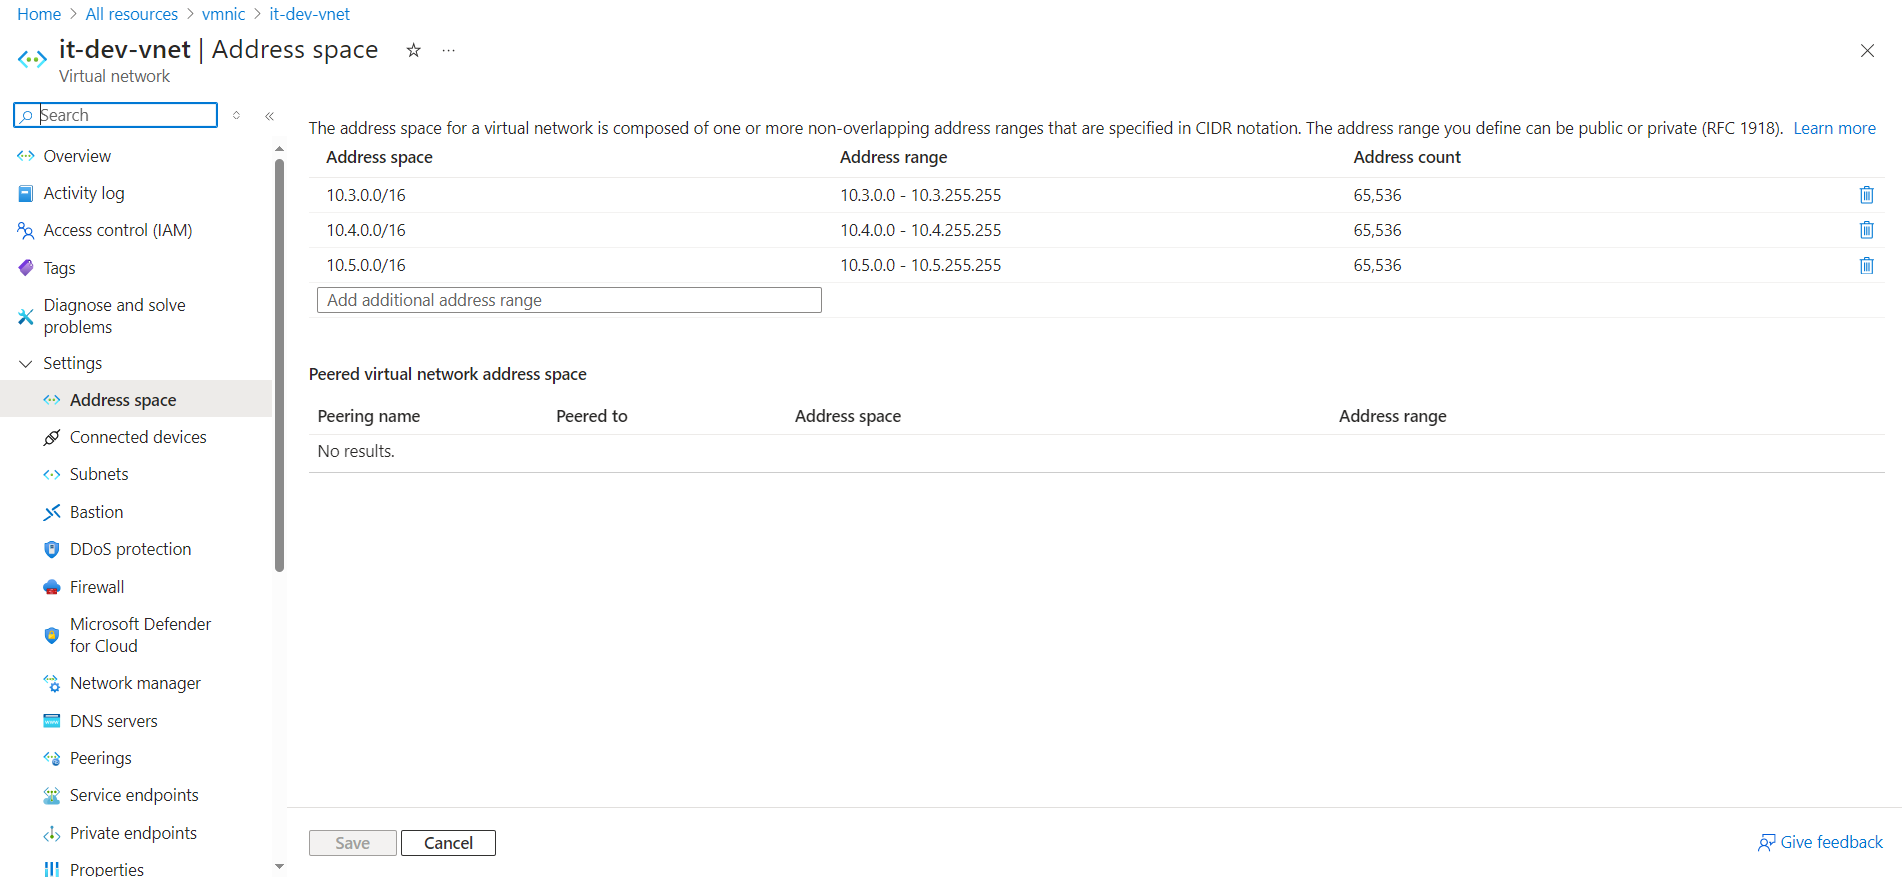 Home > All resources > vmnic > it-dev-vnet
it-dev-vnet | Address space
Virtual network
Search
Overview
Activity log
Access control (IAM)
Tags
Diagnose and solve
problems
Settings
Address space
Connected devices
Subnets
Bastion
DDoS protection
Firewall
Microsoft Defender
for Cloud
Network manager
DNS servers
Peerings
Service endpoints
Private endpoints
Properties
The address space for a virtual network is composed of one or more non-overlapping address ranges that are specified in CIDR notation. The address range you define can be public or private (RFC 1918). Learn more
Address space Address range Address count
10.3.0.0/16 10.3.0.0 - 10.3.255.255 65,536
10.4.0.0/16 10.4.0.0 - 10.4.255.255 65,536
10.5.0.0/16 10.5.0.0 - 10.5.255.255 65,536
Add additional address range
Peered virtual network address space
Peering name Peered to Address space Address range
No results.
Save Cancel Give feedback